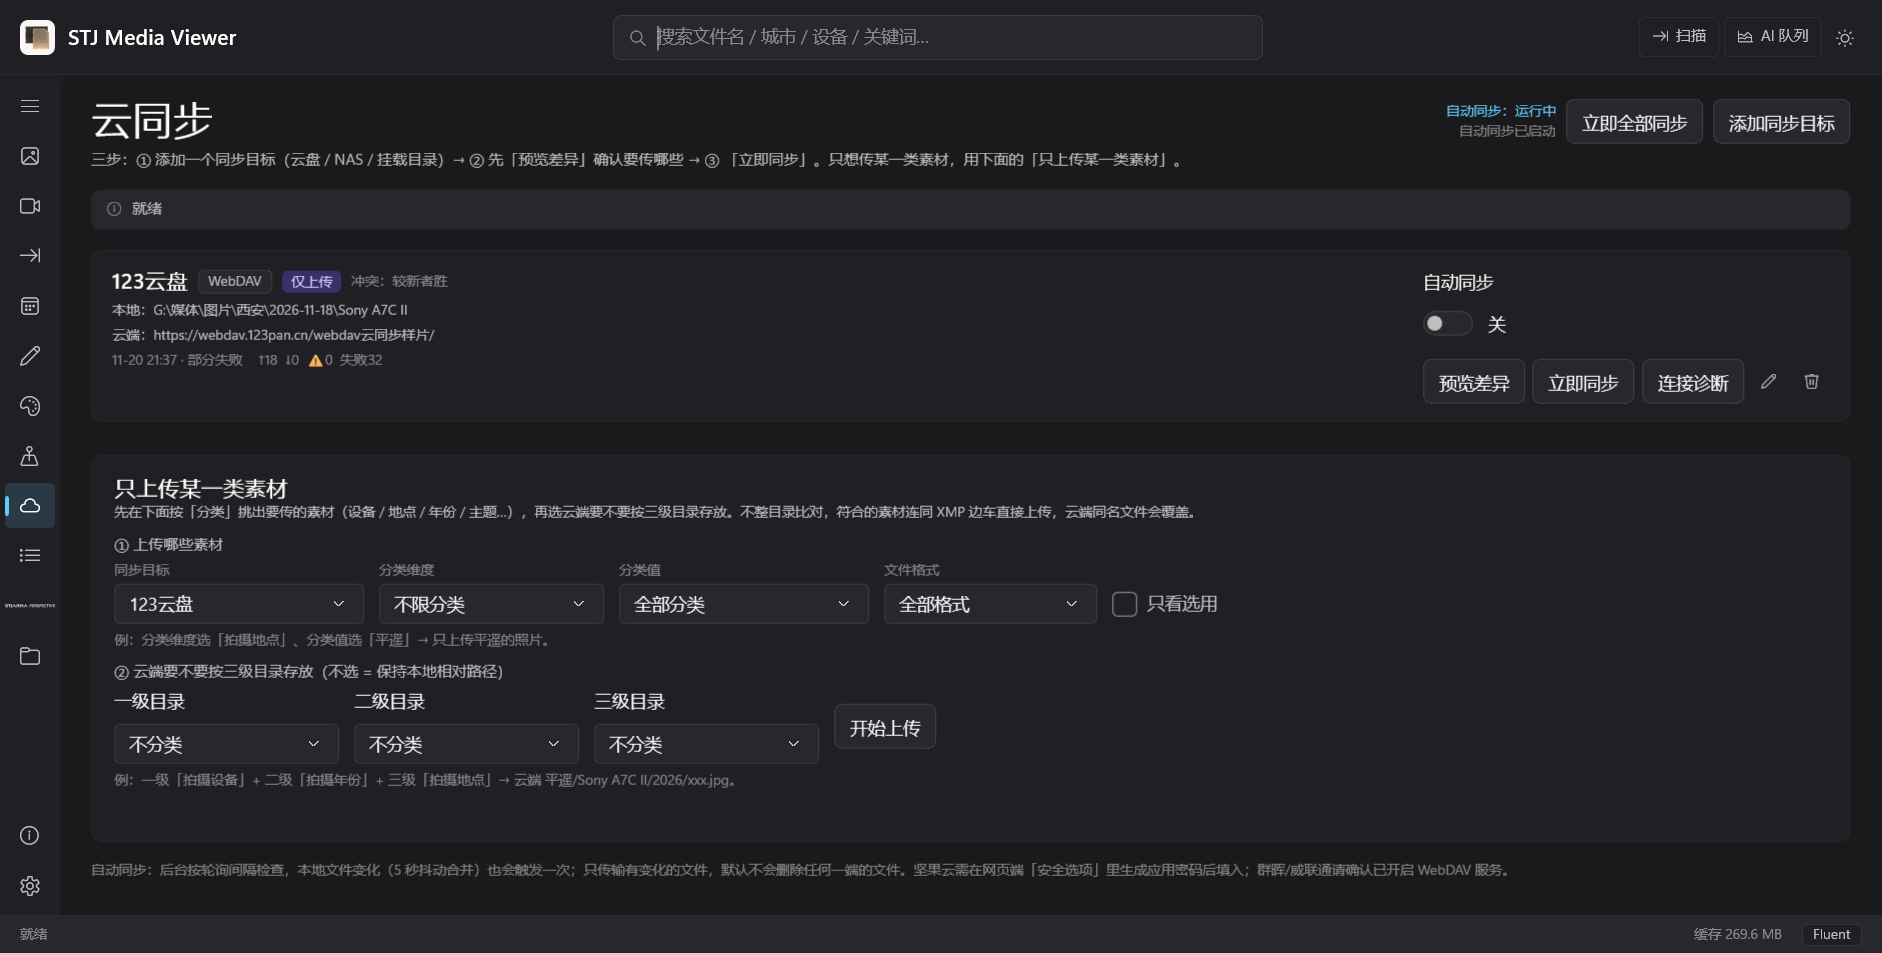 STJ Media Viewer
搜索文件名 / 城市 / 设备 / 关键词...
扫描
AI 队列
云同步
自动同步：运行中
自动同步已启动
立即全部同步
添加同步目标
三步：① 添加一个同步目标（云盘 / NAS / 挂载目录）→ ② 先「预览差异」确认要传哪些 → ③ 「立即同步」。只想传某一类素材，用下面的「只上传某一类素材」。
就绪
123云盘 WebDAV 仅上传 冲突：较新者胜
本地：G:\媒体\图片\西安\2026-11-18\Sony A7C II
云端：https://webdav.123pan.cn/webdav云同步样片/
11-20 21:37 · 部分失败 ↑18 ↓0 ⚠0 失败32
自动同步
关
预览差异
立即同步
连接诊断
只上传某一类素材
先在下面按「分类」挑出要传的素材（设备 / 地点 / 年份 / 主题...），再选云端要不要按三级目录存放。不整目录比对，符合的素材连同 XMP 边车直接上传，云端同名文件会覆盖。
① 上传哪些素材
同步目标 分类维度 分类值 文件格式
123云盘 不限分类 全部分类 全部格式 只看选用
例：分类维度选「拍摄地点」、分类值选「平遥」→ 只上传平遥的照片。
② 云端要不要按三级目录存放（不选 = 保持本地相对路径）
一级目录 二级目录 三级目录
不分类 不分类 不分类 开始上传
例：一级「拍摄设备」+ 二级「拍摄年份」+ 三级「拍摄地点」→ 云端 平遥/Sony A7C II/2026/xxx.jpg。
自动同步：后台按轮询间隔检查，本地文件变化（5 秒抖动合并）也会触发一次；只传输有变化的文件，默认不会删除任何一端的文件。坚果云需在网页端「安全选项」里生成应用密码后填入；群晖/威联通请确认已开启 WebDAV 服务。
就绪
缓存 269.6 MB
Fluent